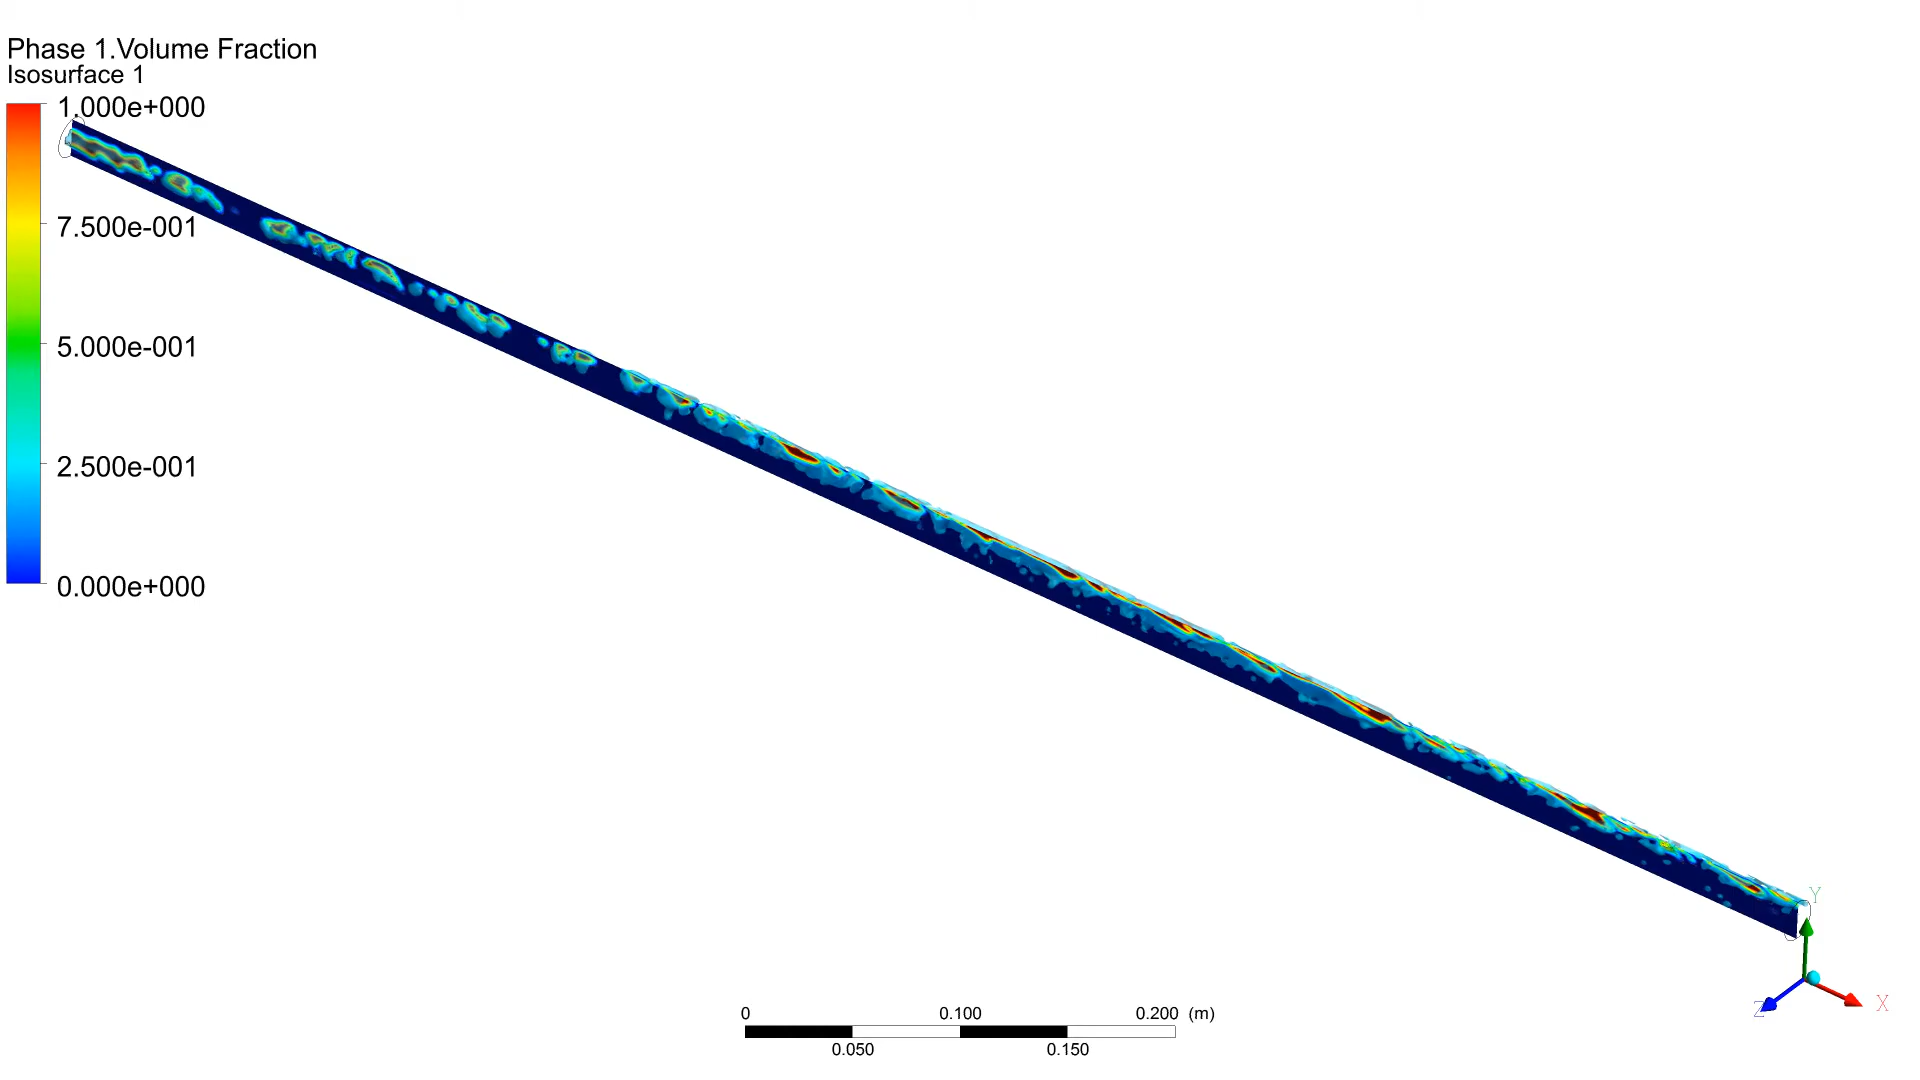 Phase 1.Volume Fraction
Isosurface 1
1.000e+000
7.500e-001
5.000e-001
2.500e-001
0.000e+000
Y
X
Z
0 0.100 0.200 (m)
0.050 0.150